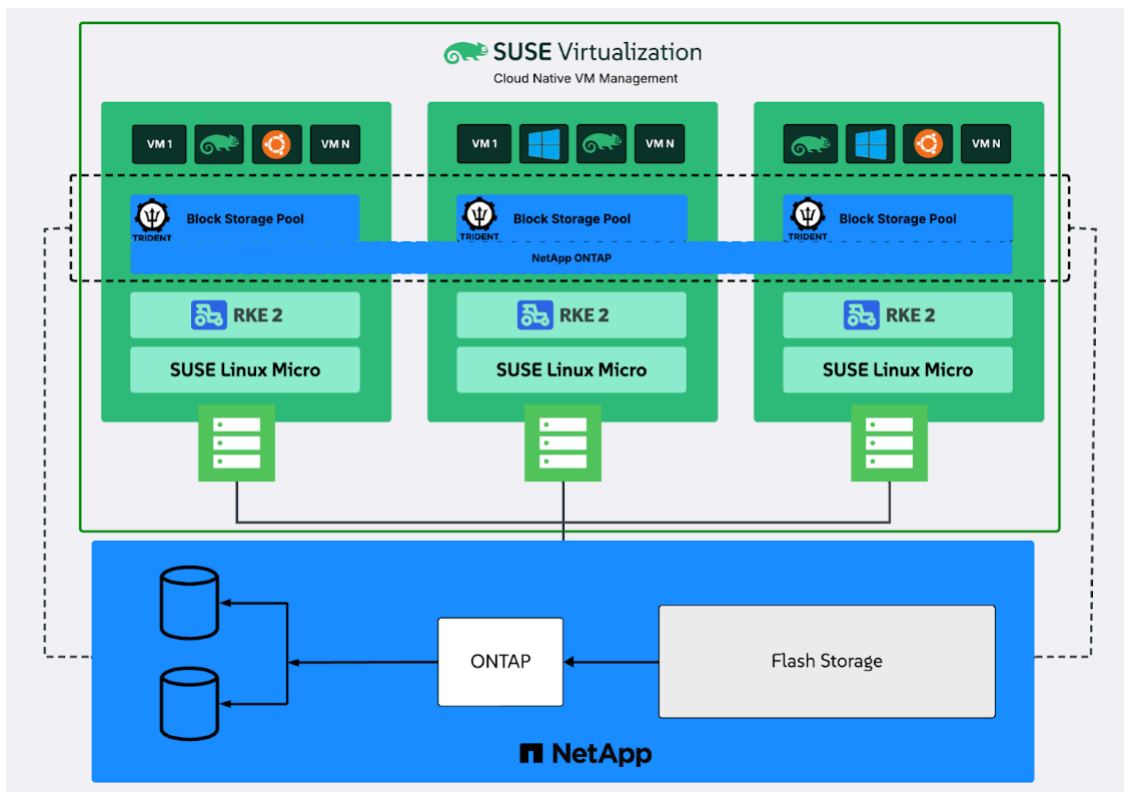 SUSE Virtualization
Cloud Native VM Management
VM 1
VM N
VM 1
VM N
VM N
TRIDENT
Block Storage Pool
TRIDENT
Block Storage Pool
TRIDENT
Block Storage Pool
NetApp ONTAP
RKE 2
RKE 2
RKE 2
SUSE Linux Micro
SUSE Linux Micro
SUSE Linux Micro
ONTAP
Flash Storage
NetApp